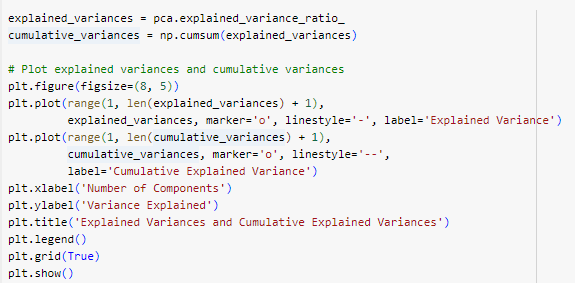 explained_variances = pca.explained_variance_ratio_
cumulative_variances = np.cumsum(explained_variances)

# Plot explained variances and cumulative variances
plt.figure(figsize=(8, 5))
plt.plot(range(1, len(explained_variances) + 1),
         explained_variances, marker='o', linestyle='-', label='Explained Variance')
plt.plot(range(1, len(cumulative_variances) + 1),
         cumulative_variances, marker='o', linestyle='--',
         label='Cumulative Explained Variance')
plt.xlabel('Number of Components')
plt.ylabel('Variance Explained')
plt.title('Explained Variances and Cumulative Explained Variances')
plt.legend()
plt.grid(True)
plt.show()